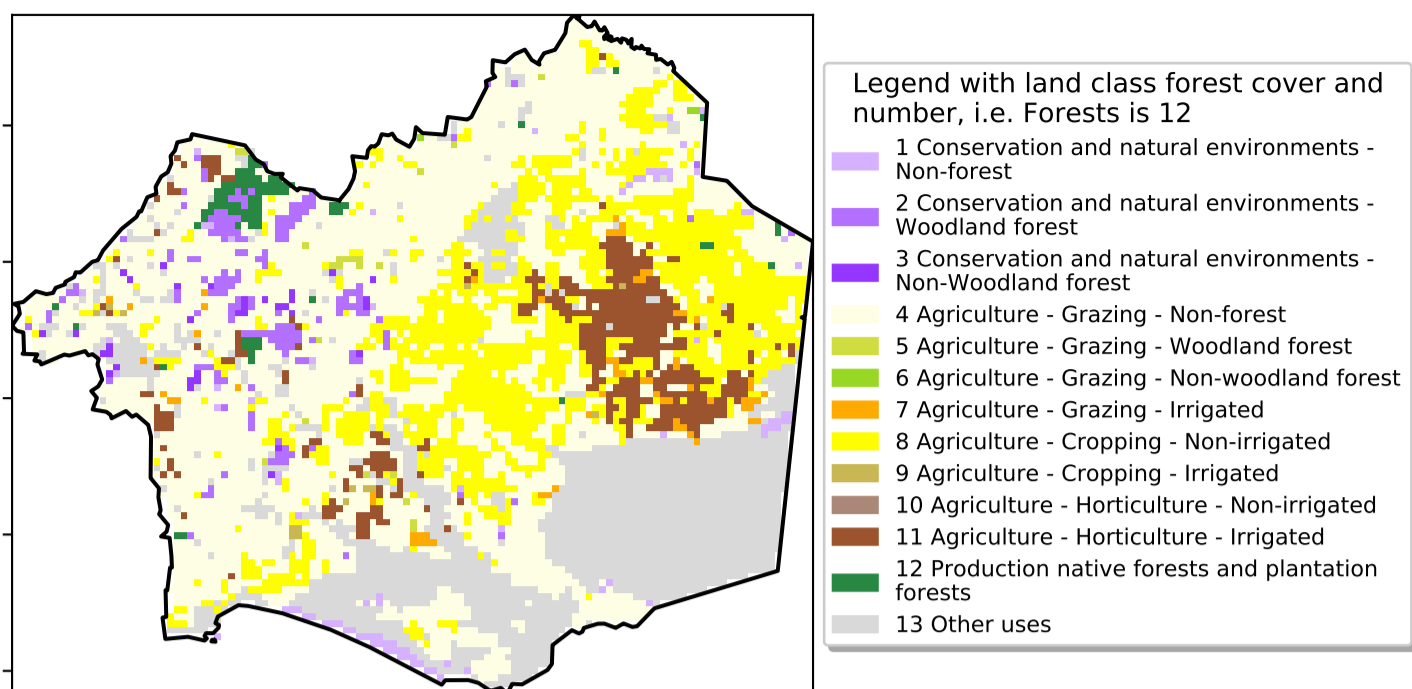 Legend with land class forest cover and
number, i.e. Forests is 12
1 Conservation and natural environments -
Non-forest
2 Conservation and natural environments -
Woodland forest
3 Conservation and natural environments -
Non-Woodland forest
4 Agriculture - Grazing - Non-forest
5 Agriculture - Grazing - Woodland forest
6 Agriculture - Grazing - Non-woodland forest
7 Agriculture - Grazing - Irrigated
8 Agriculture - Cropping - Non-irrigated
9 Agriculture - Cropping - Irrigated
10 Agriculture - Horticulture - Non-irrigated
11 Agriculture - Horticulture - Irrigated
12 Production native forests and plantation
forests
13 Other uses